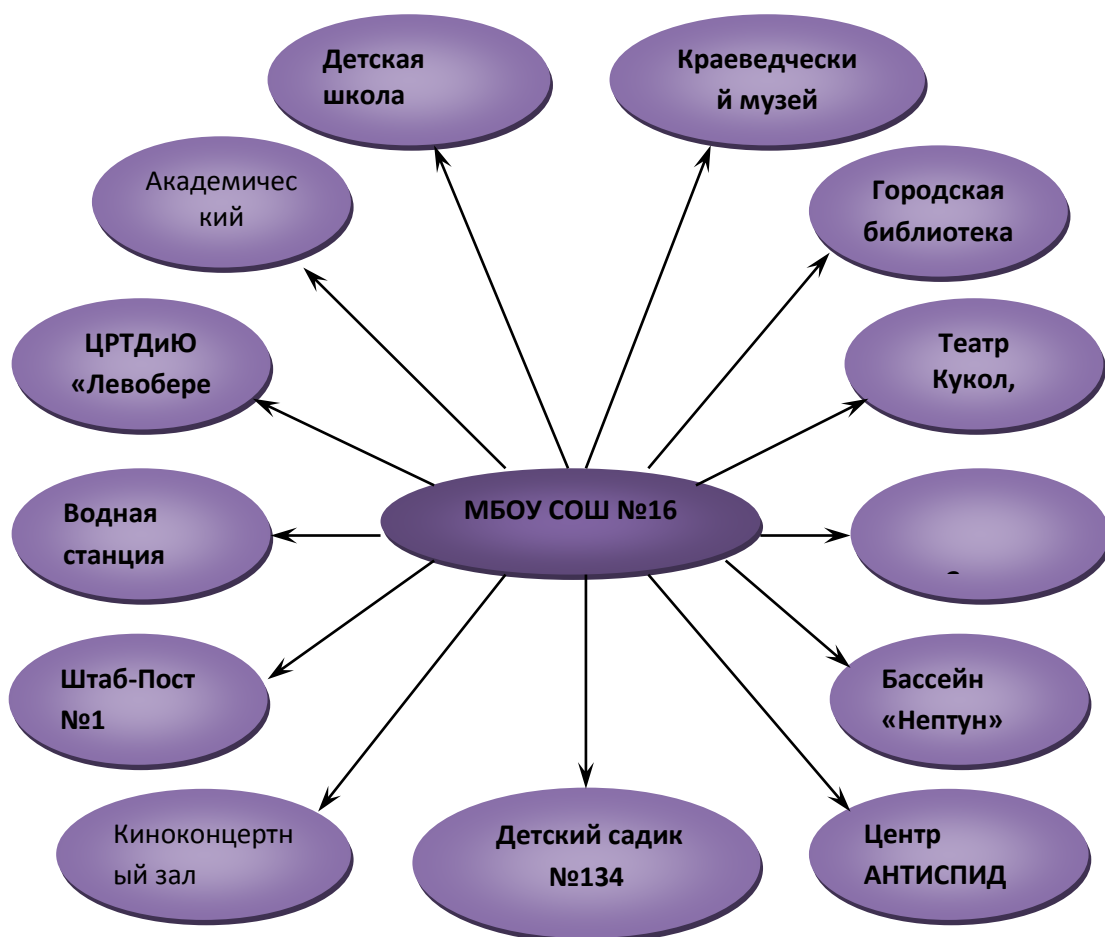 Детская
школа
Краеведчески
й музей
Академичес
кий
Городская
библиотека
ЦРТДиЮ
«Левобере
Театр
Кукол,
МБОУ СОШ №16
Водная
станция
Штаб-Пост
№1
Бассейн
«Нептун»
Киноконцертн
ый зал
Детский садик
№134
Центр
АНТИСПИД